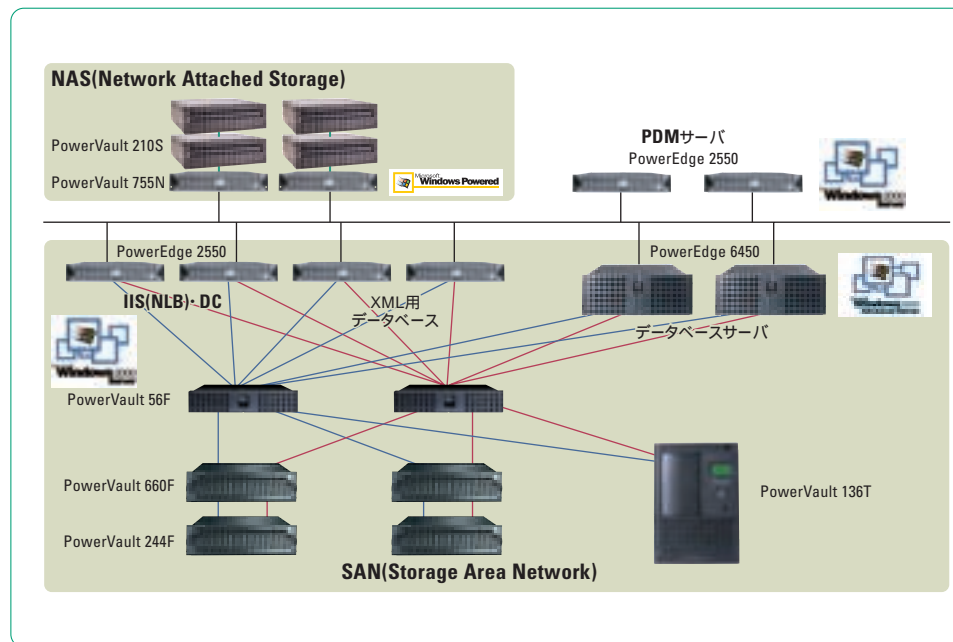 NAS(Network Attached Storage)
PowerVault 210S
PowerVault 755N
Microsoft
Windows Powered
PDMサーバ
PowerEdge 2550
PowerEdge 2550
PowerEdge 6450
IIS(NLB)・DC
XML用
データベース
データベースサーバ
PowerVault 56F
PowerVault 660F
PowerVault 244F
PowerVault 136T
SAN(Storage Area Network)